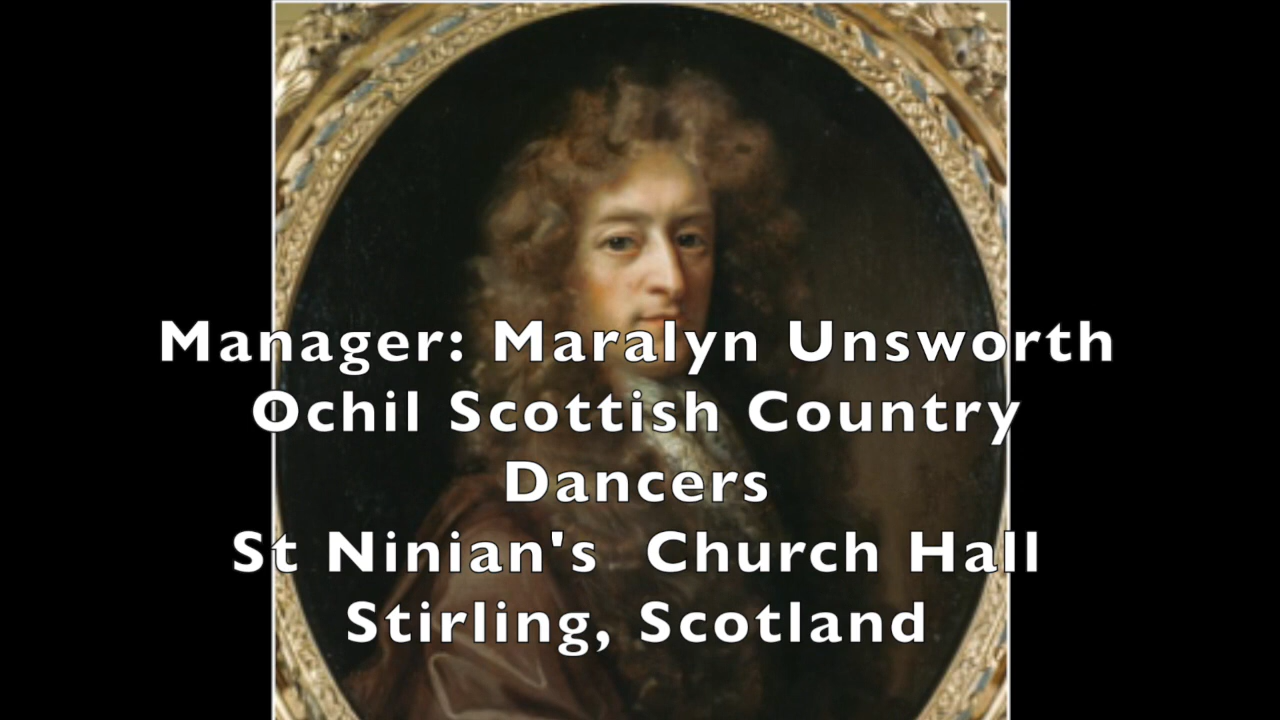 Manager: Maralyn Unsworth
Ochil Scottish Country
Dancers
St Ninian's  Church Hall
Stirling, Scotland